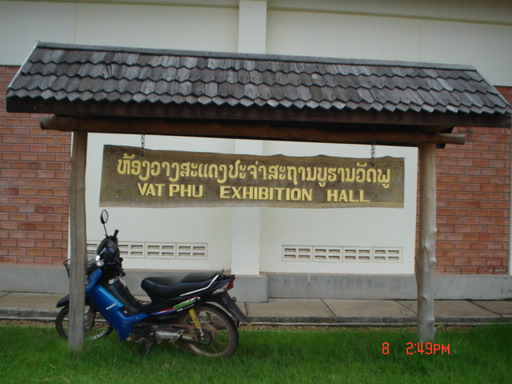 ຫ້ອງວາງສະແດງປະຈຳສະຖານບູຮານວັດພູ
VAT PHU EXHIBITION HALL
8 2:49PM